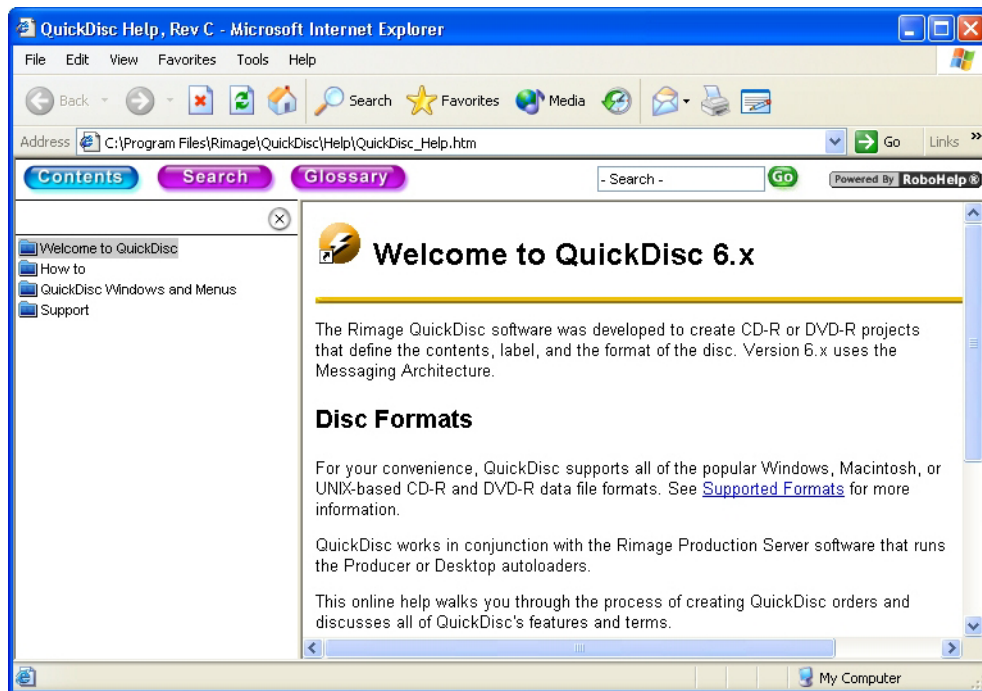 QuickDisc Help, Rev C - Microsoft Internet Explorer
File Edit View Favorites Tools Help
Back Search Favorites Media
Address C:\Program Files\Rimage\QuickDisc\Help\QuickDisc_Help.htm Go Links »
Contents Search Glossary - Search - Go Powered By RoboHelp®
Welcome to QuickDisc
How to
QuickDisc Windows and Menus
Support
Welcome to QuickDisc 6.x
The Rimage QuickDisc software was developed to create CD-R or DVD-R projects
that define the contents, label, and the format of the disc. Version 6.x uses the
Messaging Architecture.
Disc Formats
For your convenience, QuickDisc supports all of the popular Windows, Macintosh, or
UNIX-based CD-R and DVD-R data file formats. See Supported Formats for more
information.
QuickDisc works in conjunction with the Rimage Production Server software that runs
the Producer or Desktop autoloaders.
This online help walks you through the process of creating QuickDisc orders and
discusses all of QuickDisc's features and terms.
My Computer